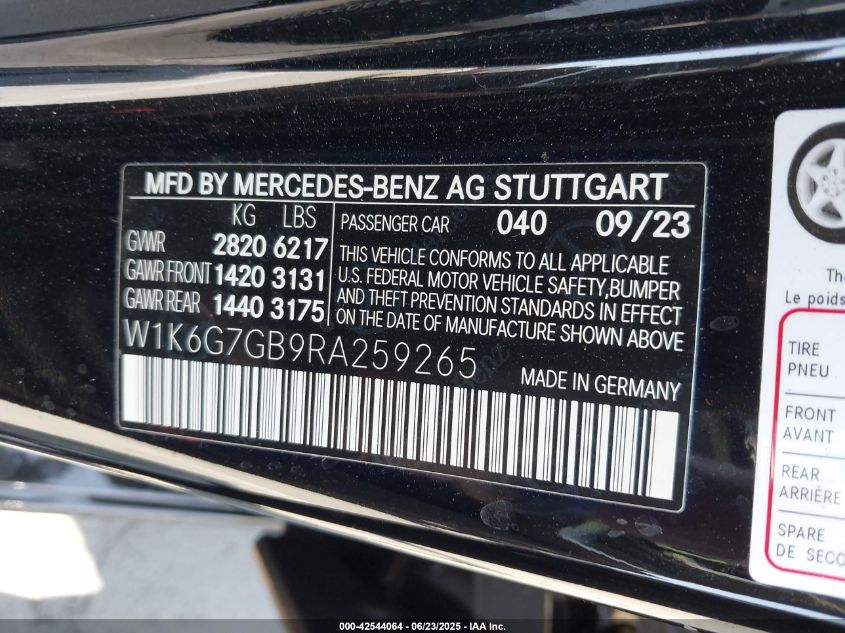 MFD BY MERCEDES-BENZ AG STUTTGART
KG LBS
GVWR 2820 6217
GAWR FRONT 1420 3131
GAWR REAR 1440 3175
PASSENGER CAR 040 09/23
THIS VEHICLE CONFORMS TO ALL APPLICABLE
U.S. FEDERAL MOTOR VEHICLE SAFETY, BUMPER
AND THEFT PREVENTION STANDARDS IN EFFECT
ON THE DATE OF MANUFACTURE SHOWN ABOVE
W1K6G7GB9RA259265
MADE IN GERMANY
Le poids
TIRE
PNEU
FRONT
AVANT
REAR
ARRIÈRE
SPARE
DE
000-42544064 / 06/23/2025 - IAA Inc.